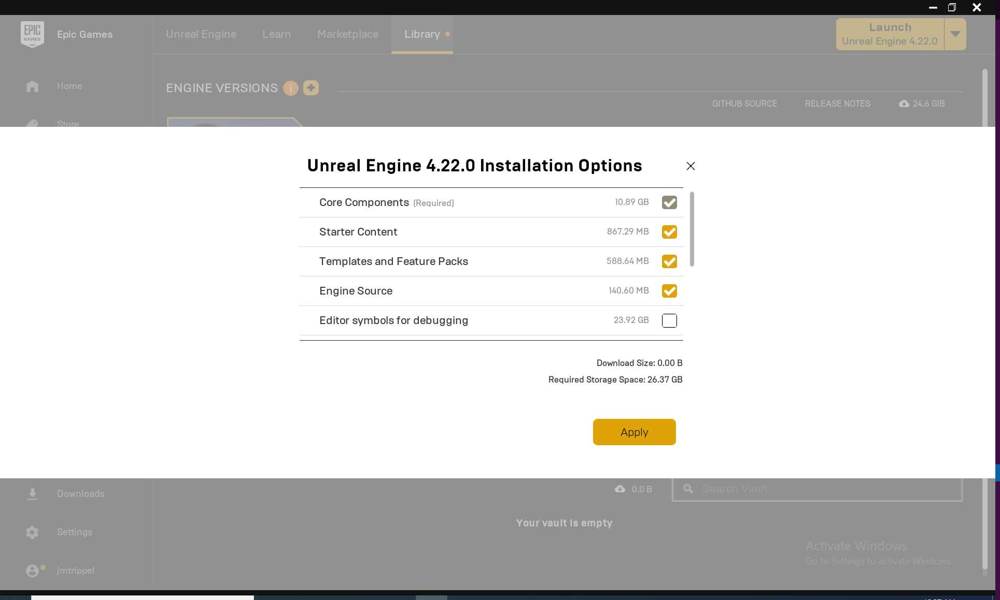 EPIC GAMES
Epic Games
Unreal Engine
Learn
Marketplace
Library
Launch
Unreal Engine 4.22.0
Home
ENGINE VERSIONS i
GITHUB SOURCE
RELEASE NOTES
24.6 GiB
Store
Unreal Engine 4.22.0 Installation Options
Core Components (Required) 10.89 GB
Starter Content 867.29 MB
Templates and Feature Packs 588.64 MB
Engine Source 140.60 MB
Editor symbols for debugging 23.92 GB
Download Size: 0.00 B
Required Storage Space: 26.37 GB
Apply
Downloads
0.0 B
Search Vault
Your vault is empty
Settings
Activate Windows
Go to Settings to activate Windows.
jmtrippel